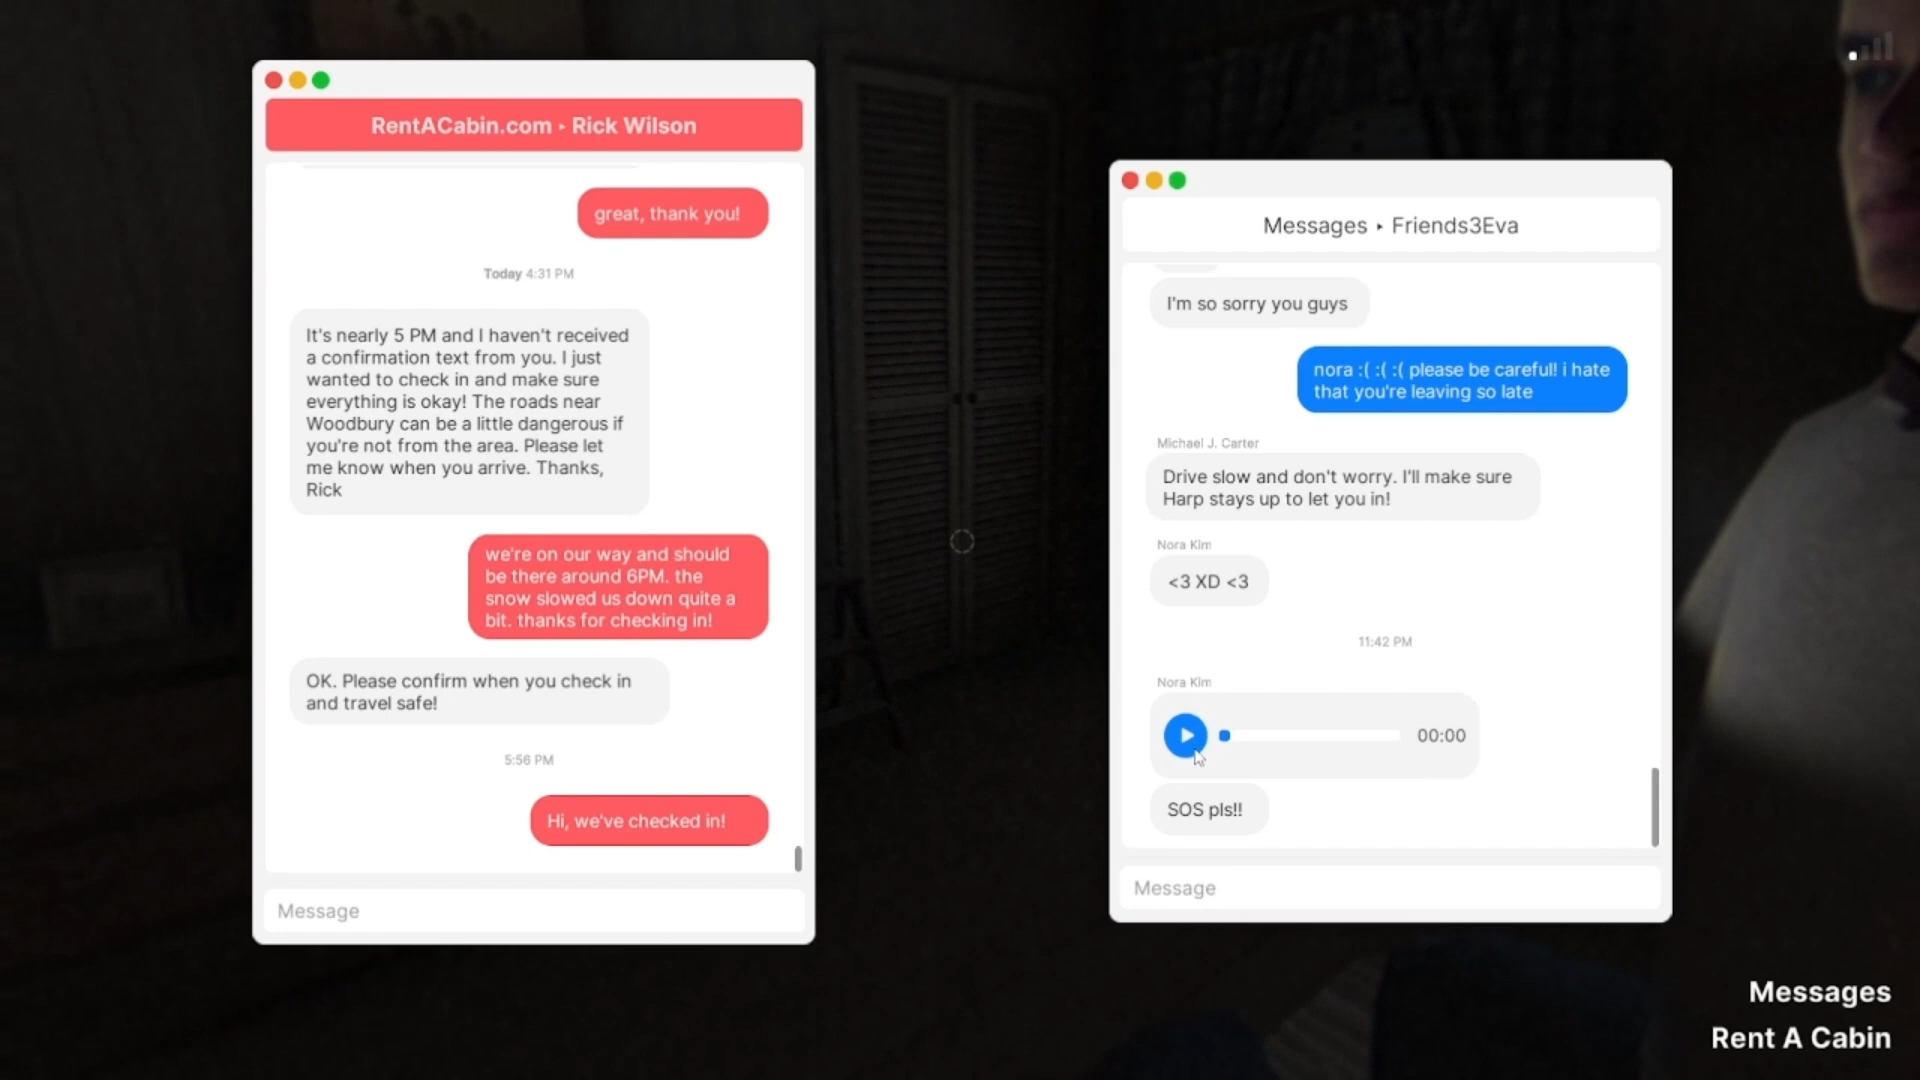 RentACabin.com ‣ Rick Wilson
great, thank you!
Today 4:31 PM
It's nearly 5 PM and I haven't received
a confirmation text from you. I just
wanted to check in and make sure
everything is okay! The roads near
Woodbury can be a little dangerous if
you're not from the area. Please let
me know when you arrive. Thanks,
Rick
we're on our way and should
be there around 6PM. the
snow slowed us down quite a
bit. thanks for checking in!
OK. Please confirm when you check in
and travel safe!
5:56 PM
Hi, we've checked in!
Message
Messages ‣ Friends3Eva
I'm so sorry you guys
nora :( :( :( please be careful! i hate
that you're leaving so late
Michael J. Carter
Drive slow and don't worry. I'll make sure
Harp stays up to let you in!
Nora Kim
<3 XD <3
11:42 PM
Nora Kim
00:00
SOS pls!!
Message
Messages
Rent A Cabin